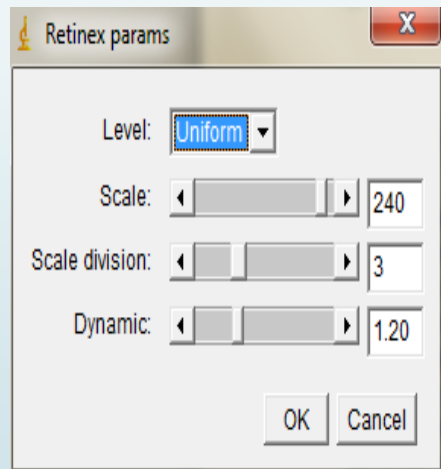 Retinex params
Level: Uniform
Scale: 240
Scale division: 3
Dynamic: 1.20
OK Cancel